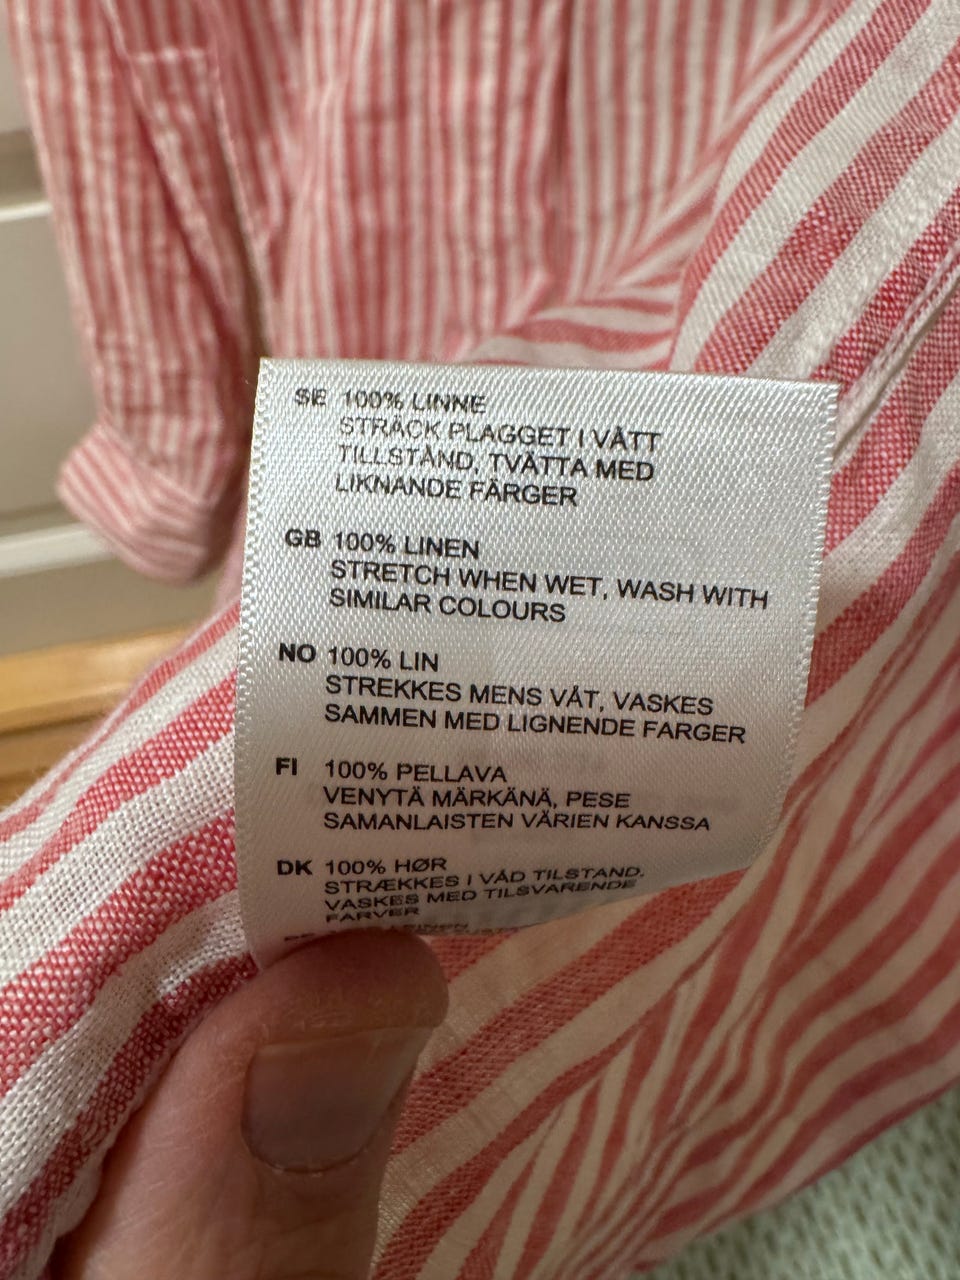 SE 100% LINNE
STRÄCK PLAGGET I VÅTT
TILLSTÅND, TVÄTTA MED
LIKNANDE FÄRGER
GB 100% LINEN
STRETCH WHEN WET, WASH WITH
SIMILAR COLOURS
NO 100% LIN
STREKKES MENS VÅT, VASKES
SAMMEN MED LIGNENDE FARGER
FI 100% PELLAVA
VENYTÄ MÄRKÄNÄ, PESE
SAMANLAISTEN VÄRIEN KANSSA
DK 100% HØR
STRÆKKES I VÅD TILSTAND.
VASKES MED TILSVARENDE
FARVER